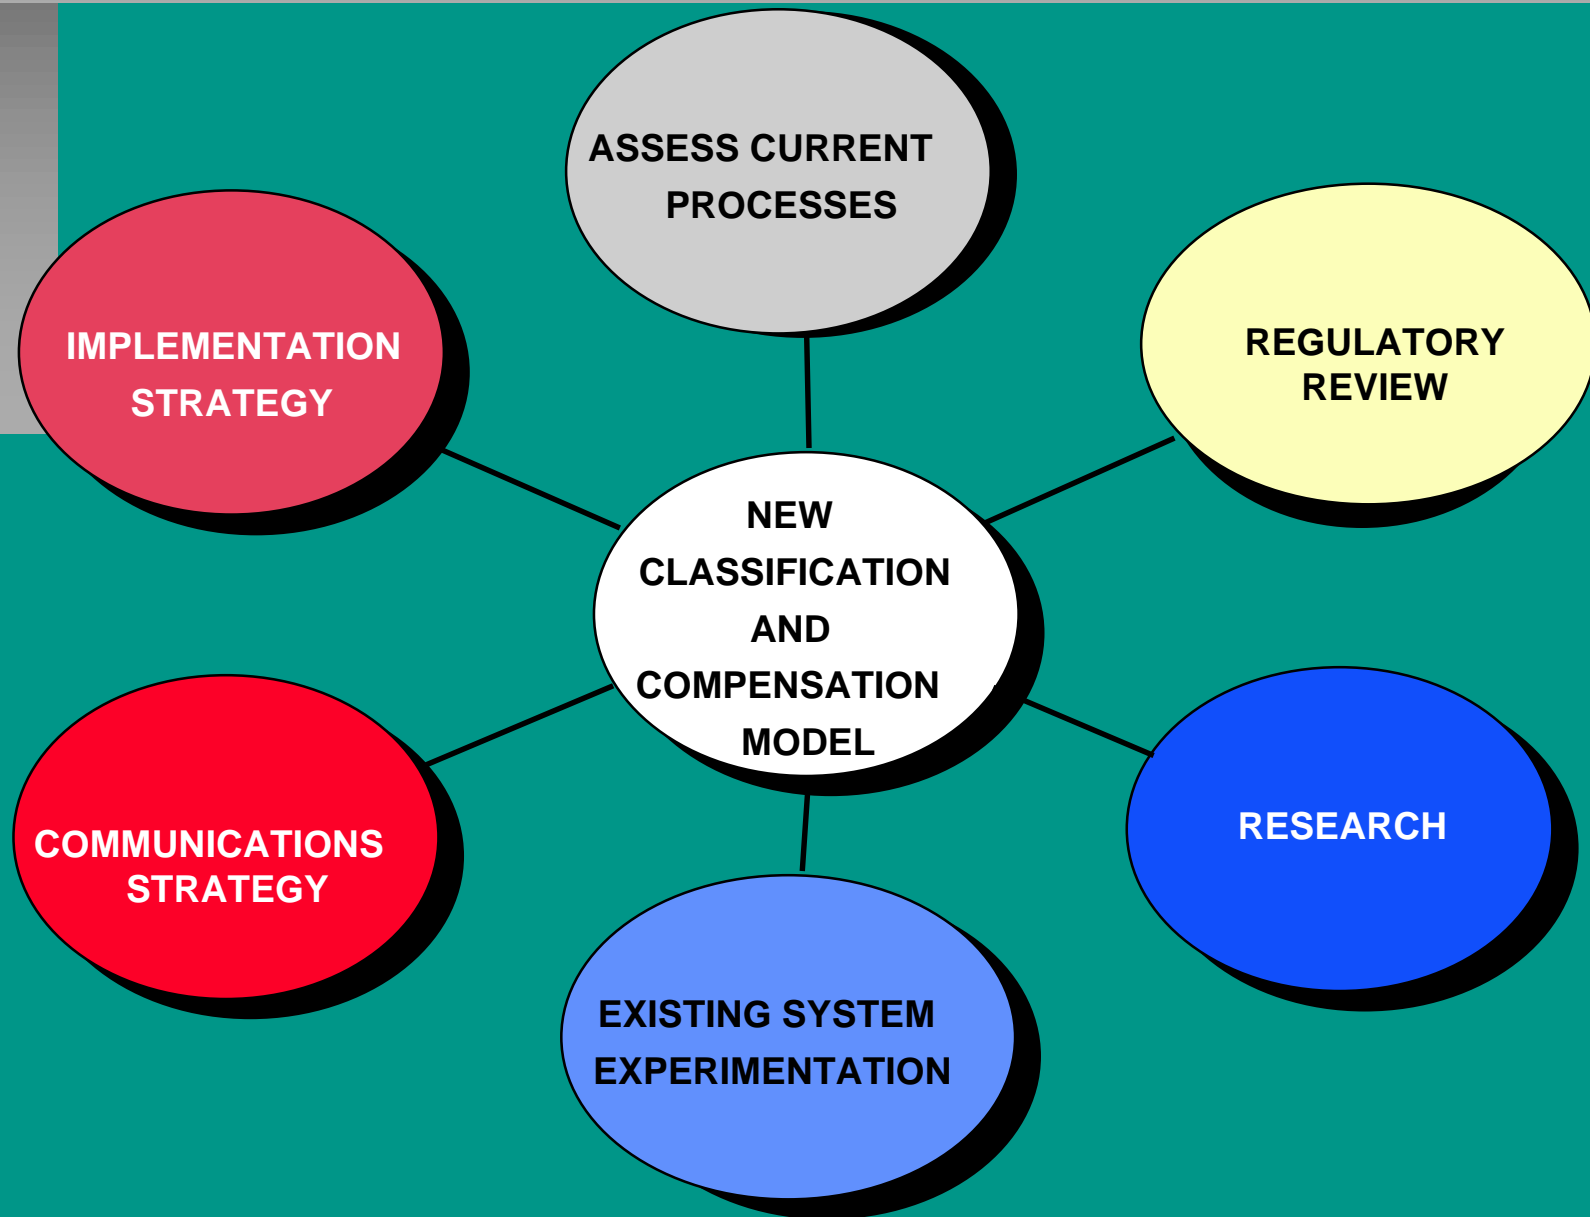 ASSESS CURRENT
PROCESSES
IMPLEMENTATION
STRATEGY
REGULATORY
REVIEW
NEW
CLASSIFICATION
AND
COMPENSATION
MODEL
COMMUNICATIONS
STRATEGY
RESEARCH
EXISTING SYSTEM
EXPERIMENTATION